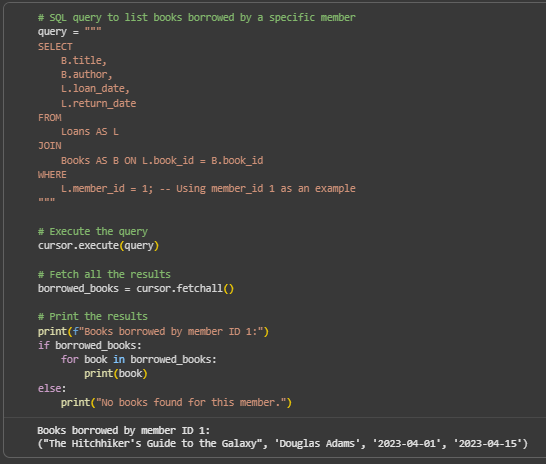 # SQL query to list books borrowed by a specific member
query = """
SELECT
    B.title,
    B.author,
    L.loan_date,
    L.return_date
FROM
    Loans AS L
JOIN
    Books AS B ON L.book_id = B.book_id
WHERE
    L.member_id = 1; -- Using member_id 1 as an example
"""

# Execute the query
cursor.execute(query)

# Fetch all the results
borrowed_books = cursor.fetchall()

# Print the results
print(f"Books borrowed by member ID 1:")
if borrowed_books:
    for book in borrowed_books:
        print(book)
else:
    print("No books found for this member.")

Books borrowed by member ID 1:
("The Hitchhiker's Guide to the Galaxy", 'Douglas Adams', '2023-04-01', '2023-04-15')